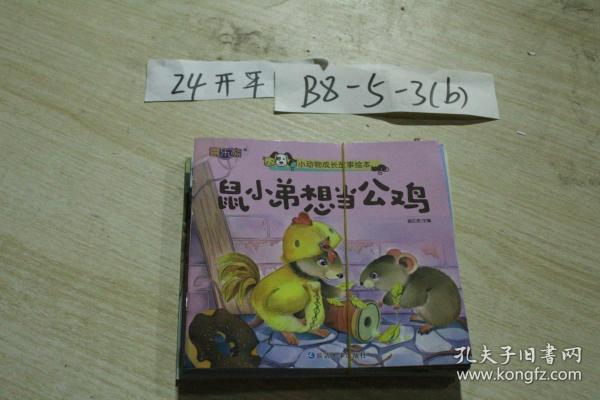 24开平
B8-5-3(b)
小动物成长故事绘本
鼠小弟想当公鸡
孔夫子旧书网
www.kongfz.com